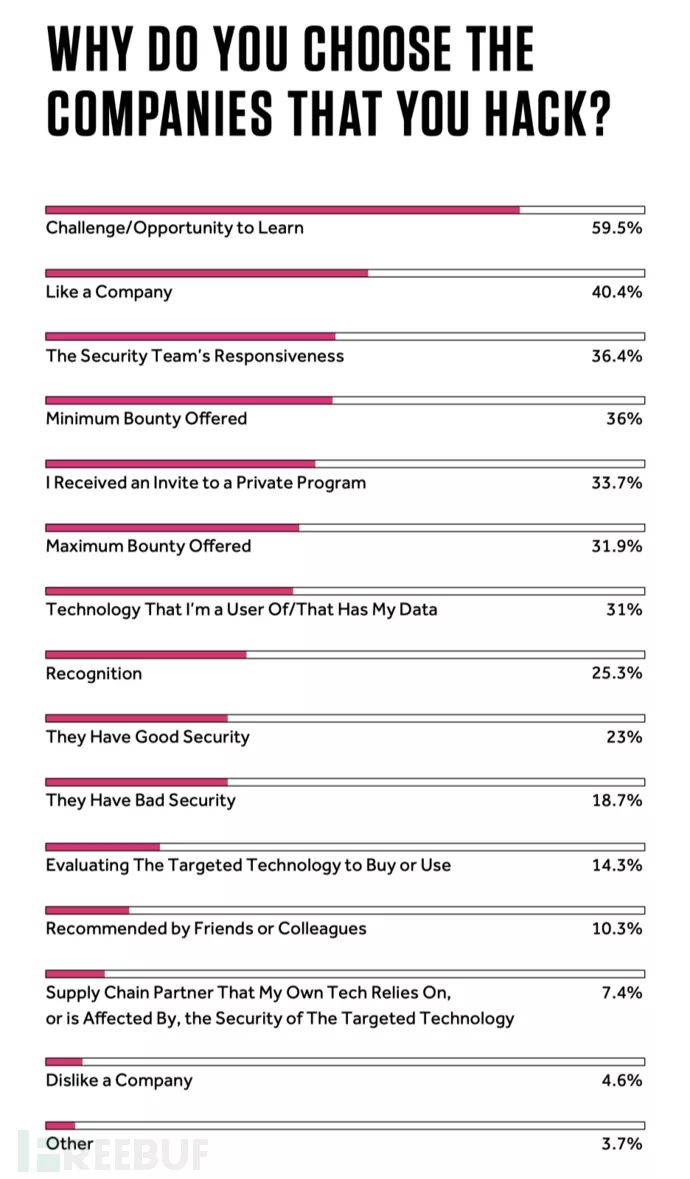 WHY DO YOU CHOOSE THE
COMPANIES THAT YOU HACK?
Challenge/Opportunity to Learn 59.5%
Like a Company 40.4%
The Security Team's Responsiveness 36.4%
Minimum Bounty Offered 36%
I Received an Invite to a Private Program 33.7%
Maximum Bounty Offered 31.9%
Technology That I'm a User Of/That Has My Data 31%
Recognition 25.3%
They Have Good Security 23%
They Have Bad Security 18.7%
Evaluating The Targeted Technology to Buy or Use 14.3%
Recommended by Friends or Colleagues 10.3%
Supply Chain Partner That My Own Tech Relies On, 7.4%
or is Affected By, the Security of The Targeted Technology
Dislike a Company 4.6%
Other 3.7%
FREEBUF